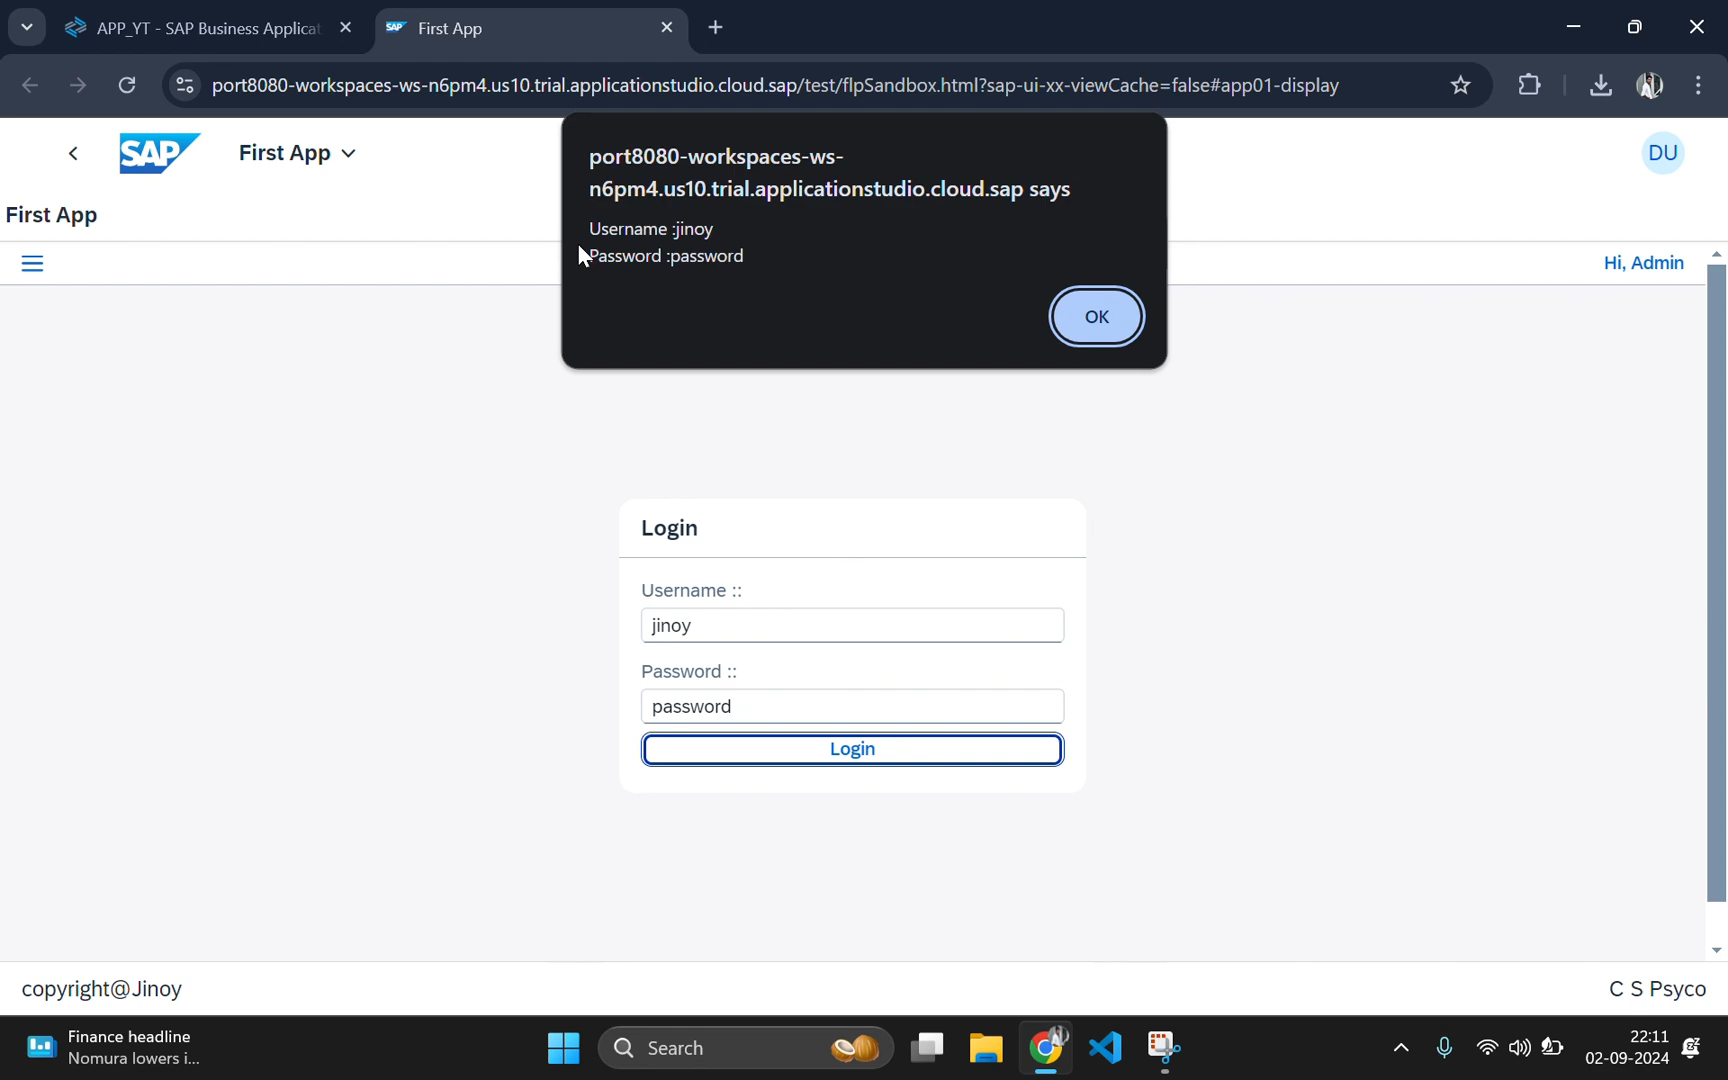 APP_YT - SAP Business Applicat
SAP First App
port8080-workspaces-ws-n6pm4.us10.trial.applicationstudio.cloud.sap/test/flpSandbox.html?sap-ui-xx-viewCache=false#app01-display
SAP First App DU
port8080-workspaces-ws-
n6pm4.us10.trial.applicationstudio.cloud.sap says
Username :jinoy
Password :password
OK
First App
Hi, Admin
Login
Username ::
jinoy
Password ::
password
Login
copyright@Jinoy C S Psyco
Finance headline
Nomura lowers i...
Search
22:11
02-09-2024